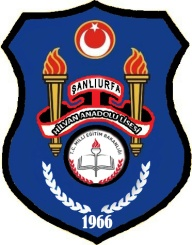 ŞANLIURFA
HİLVAN ANADOLU LİSESİ
T.C. MİLLÎ EĞİTİM BAKANLIĞI
1966